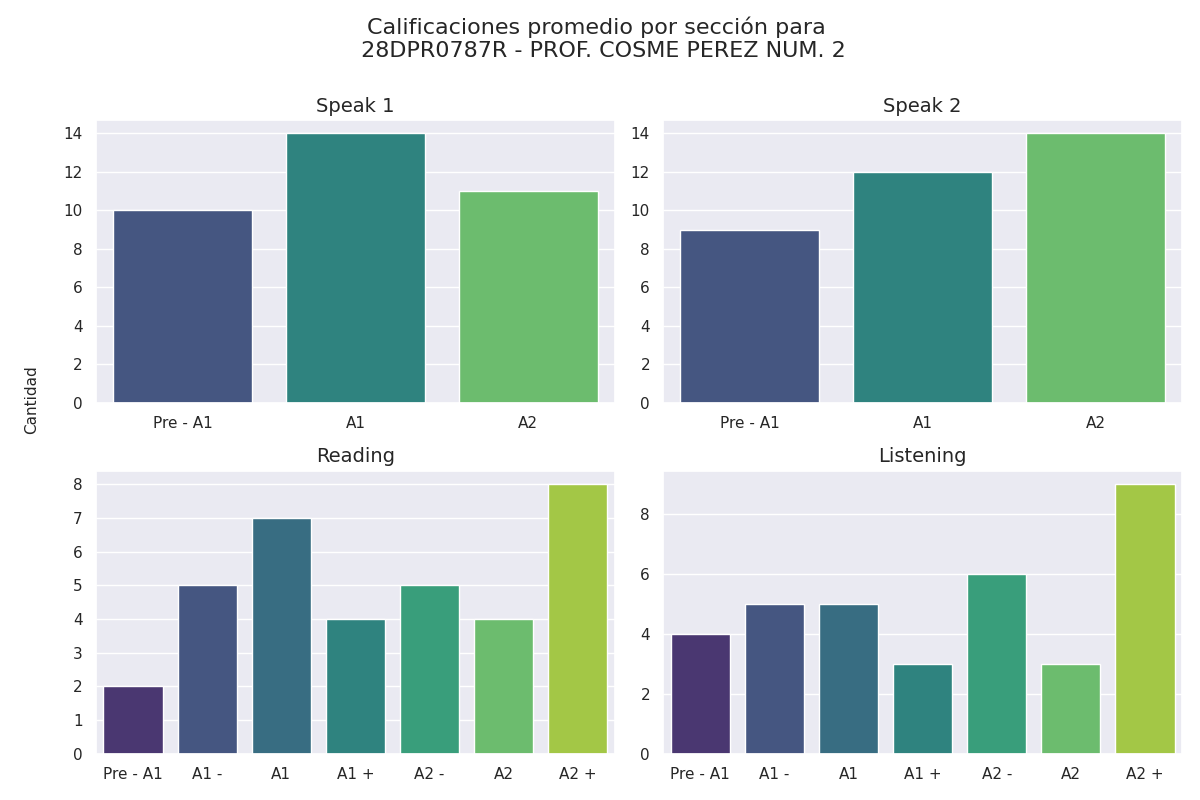 Calificaciones promedio por sección para
28DPR0787R - PROF. COSME PEREZ NUM. 2
Speak 1
14
12
10
8
6
4
2
0
Pre - A1 A1 A2
Speak 2
14
12
10
8
6
4
2
0
Pre - A1 A1 A2
Cantidad
Reading
8
7
6
5
4
3
2
1
0
Pre - A1 A1 - A1 A1 + A2 - A2 A2 +
Listening
8
6
4
2
0
Pre - A1 A1 - A1 A1 + A2 - A2 A2 +